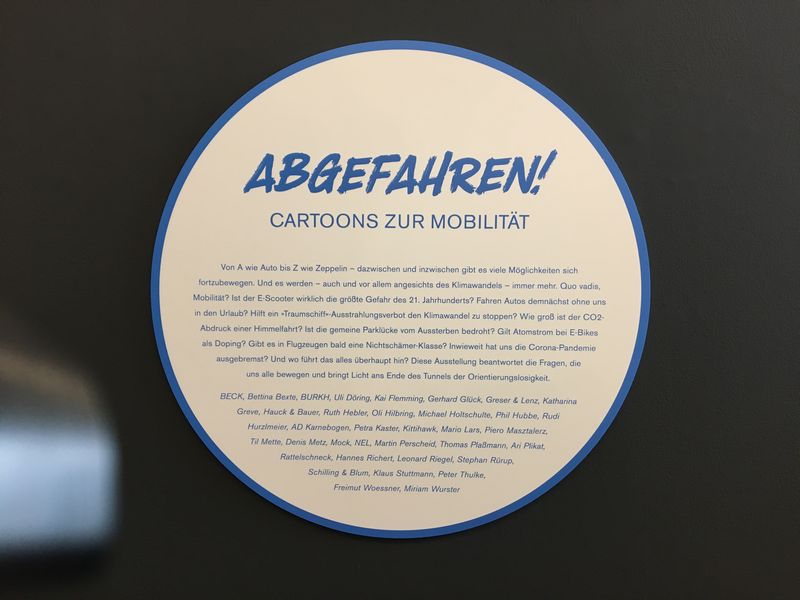 ABGEFAHREN!
CARTOONS ZUR MOBILITÄT
Von A wie Auto bis Z wie Zeppelin – dazwischen und inzwischen gibt es viele Möglichkeiten sich
fortzubewegen. Und es werden – auch und vor allem angesichts des Klimawandels – immer mehr. Quo vadis,
Mobilität? Ist der E-Scooter wirklich die größte Gefahr des 21. Jahrhunderts? Fahren Autos demnächst ohne uns
in den Urlaub? Hilft ein »Traumschiff«-Ausstrahlungsverbot den Klimawandel zu stoppen? Wie groß ist der CO2-
Abdruck einer Himmelfahrt? Ist die gemeine Parklücke vom Aussterben bedroht? Gilt Atomstrom bei E-Bikes
als Doping? Gibt es in Flugzeugen bald eine Nichtschämer-Klasse? Inwieweit hat uns die Corona-Pandemie
ausgebremst? Und wo führt das alles überhaupt hin? Diese Ausstellung beantwortet die Fragen, die
uns alle bewegen und bringt Licht ans Ende des Tunnels der Orientierungslosigkeit.
BECK, Bettina Bexte, BURKH, Uli Döring, Kai Flemming, Gerhard Glück, Greser & Lenz, Katharina
Greve, Hauck & Bauer, Ruth Hebler, Oli Hilbring, Michael Holtschulte, Phil Hubbe, Rudi
Hurzlmeier, AD Karnebogen, Petra Kaster, Kittihawk, Mario Lars, Piero Masztalerz,
Til Mette, Denis Metz, Mock, NEL, Martin Perscheid, Thomas Plaßmann, Ari Plikat,
Rattelschneck, Hannes Richert, Leonard Riegel, Stephan Rürup,
Schilling & Blum, Klaus Stuttmann, Peter Thulke,
Freimut Woessner, Miriam Wurster